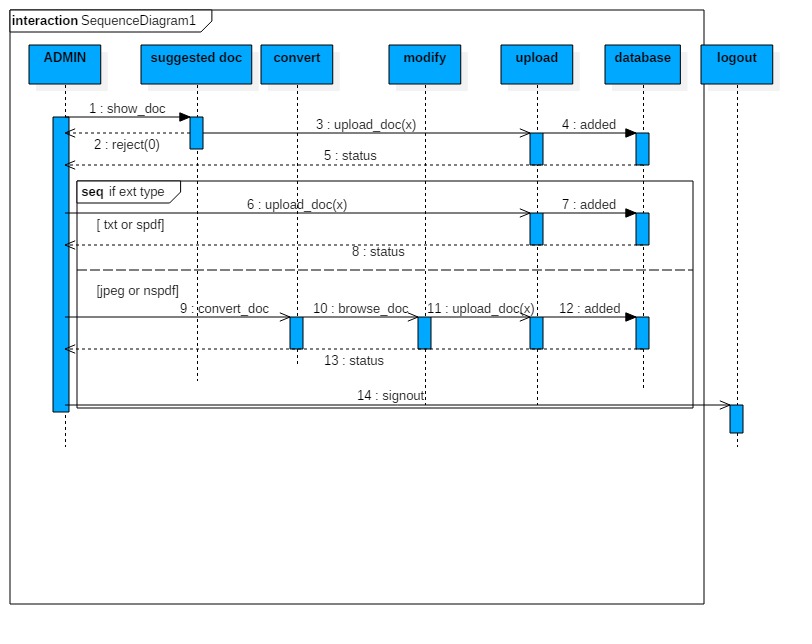 interaction SequenceDiagram1
ADMIN
suggested doc
convert
modify
upload
database
logout
1 : show_doc
3 : upload_doc(x)
4 : added
2 : reject(0)
5 : status
seq if ext type
6 : upload_doc(x)
7 : added
[ txt or spdf]
8 : status
[jpeg or nspdf]
9 : convert_doc
10 : browse_doc
11 : upload_doc(x)
12 : added
13 : status
14 : signout